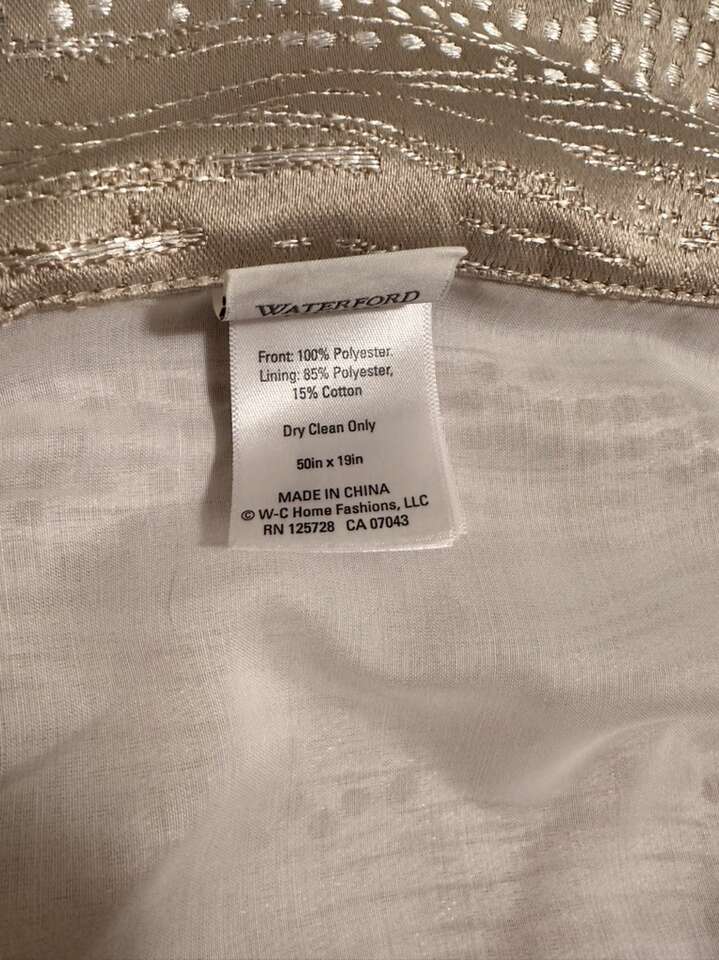 WATERFORD
Front: 100% Polyester.
Lining: 85% Polyester,
15% Cotton
Dry Clean Only
50in x 19in
MADE IN CHINA
© W-C Home Fashions, LLC
RN 125728 CA 07043